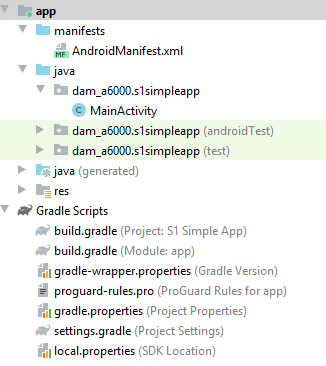 app
manifests
AndroidManifest.xml
java
dam_a6000.s1simpleapp
MainActivity
dam_a6000.s1simpleapp (androidTest)
dam_a6000.s1simpleapp (test)
java (generated)
res
Gradle Scripts
build.gradle (Project: S1 Simple App)
build.gradle (Module: app)
gradle-wrapper.properties (Gradle Version)
proguard-rules.pro (ProGuard Rules for app)
gradle.properties (Project Properties)
settings.gradle (Project Settings)
local.properties (SDK Location)